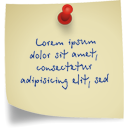 Lorem ipsum
dolor sit amet,
consectetur
adipisicing elit, sed